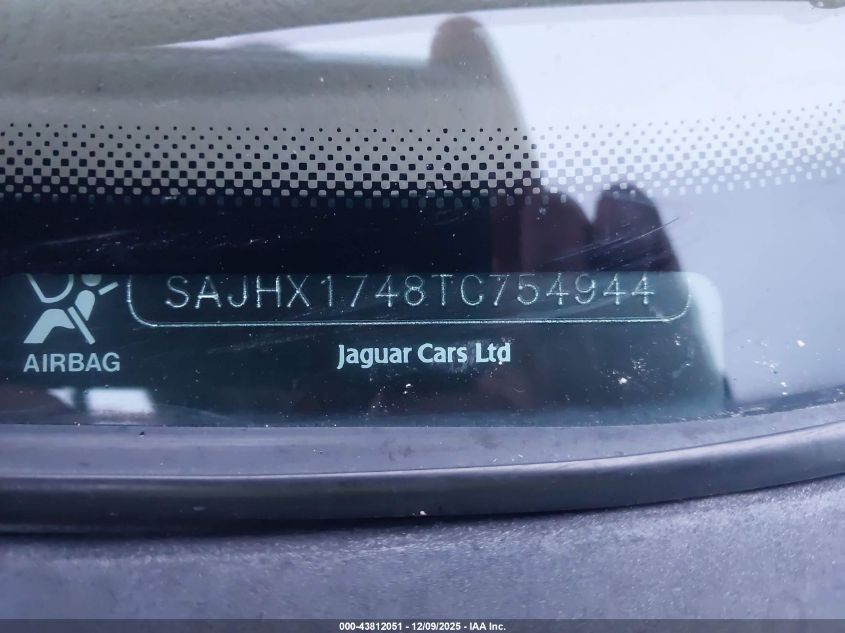 SAJHX1748TC754944
AIRBAG
Jaguar Cars Ltd
000-43812051 - 12/09/2025 - IAA Inc.